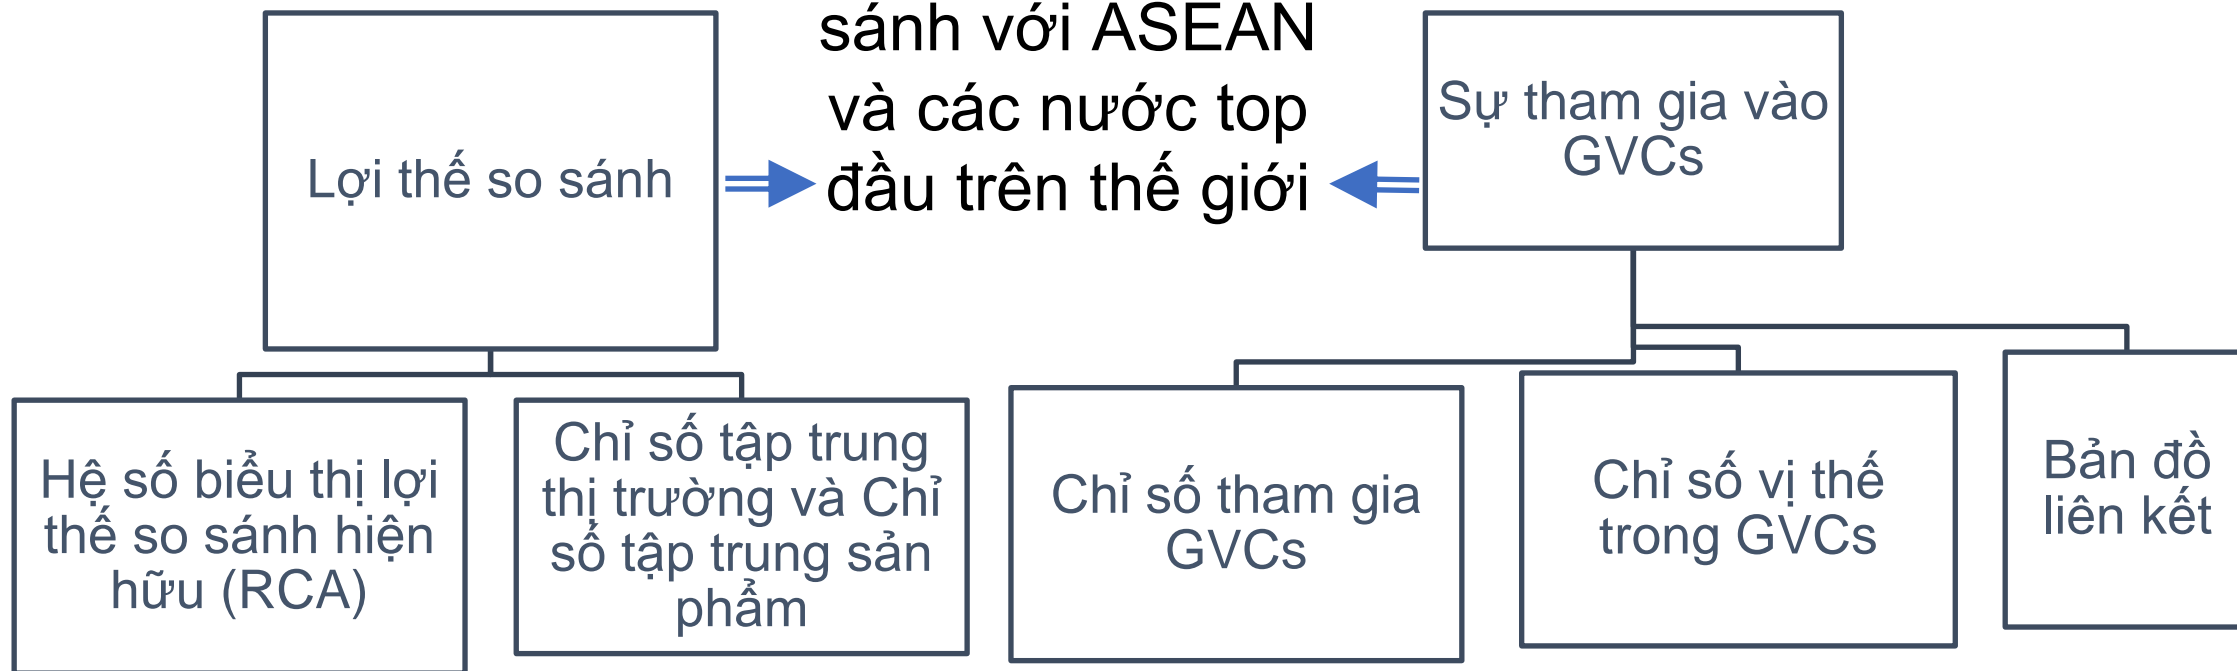 Lợi thế so sánh
sánh với ASEAN
và các nước top
đầu trên thế giới
Sự tham gia vào
GVCs
Hệ số biểu thị lợi
thế so sánh hiện
hữu (RCA)
Chỉ số tập trung
thị trường và Chỉ
số tập trung sản
phẩm
Chỉ số tham gia
GVCs
Chỉ số vị thế
trong GVCs
Bản đồ
liên kết